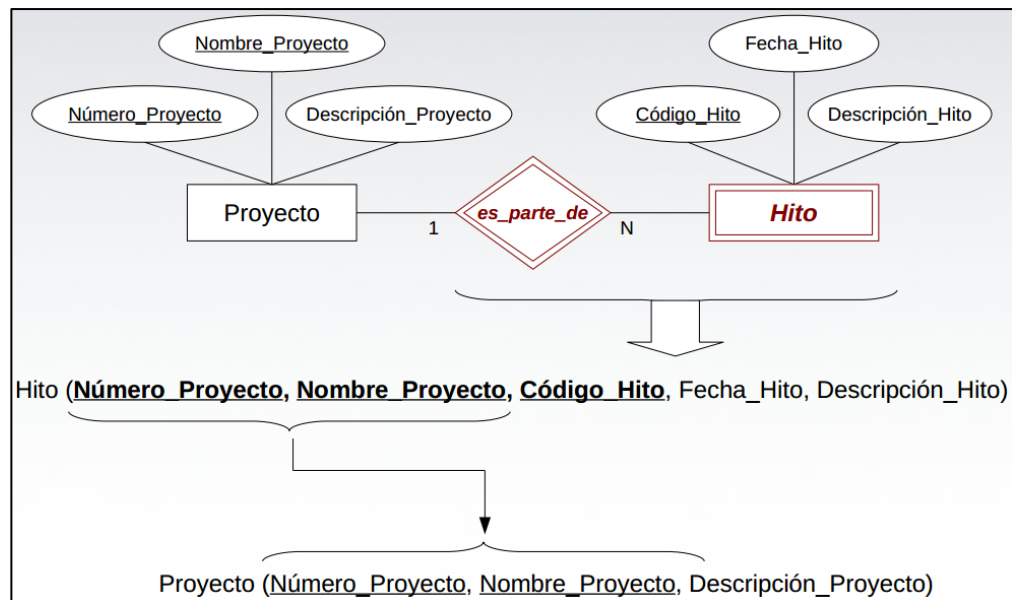 Nombre_Proyecto
Fecha_Hito
Número_Proyecto
Descripción_Proyecto
Código_Hito
Descripción_Hito
Proyecto
es_parte_de
Hito
1
N
Hito (Número_Proyecto, Nombre_Proyecto, Código_Hito, Fecha_Hito, Descripción_Hito)
Proyecto (Número_Proyecto, Nombre_Proyecto, Descripción_Proyecto)